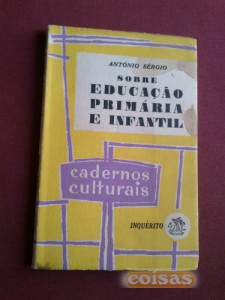 ANTÓNIO SÉRGIO
SOBRE
EDUCAÇÃO
PRIMÁRIA
E INFANTIL
cadernos
culturais
INQUÉRITO
coisas